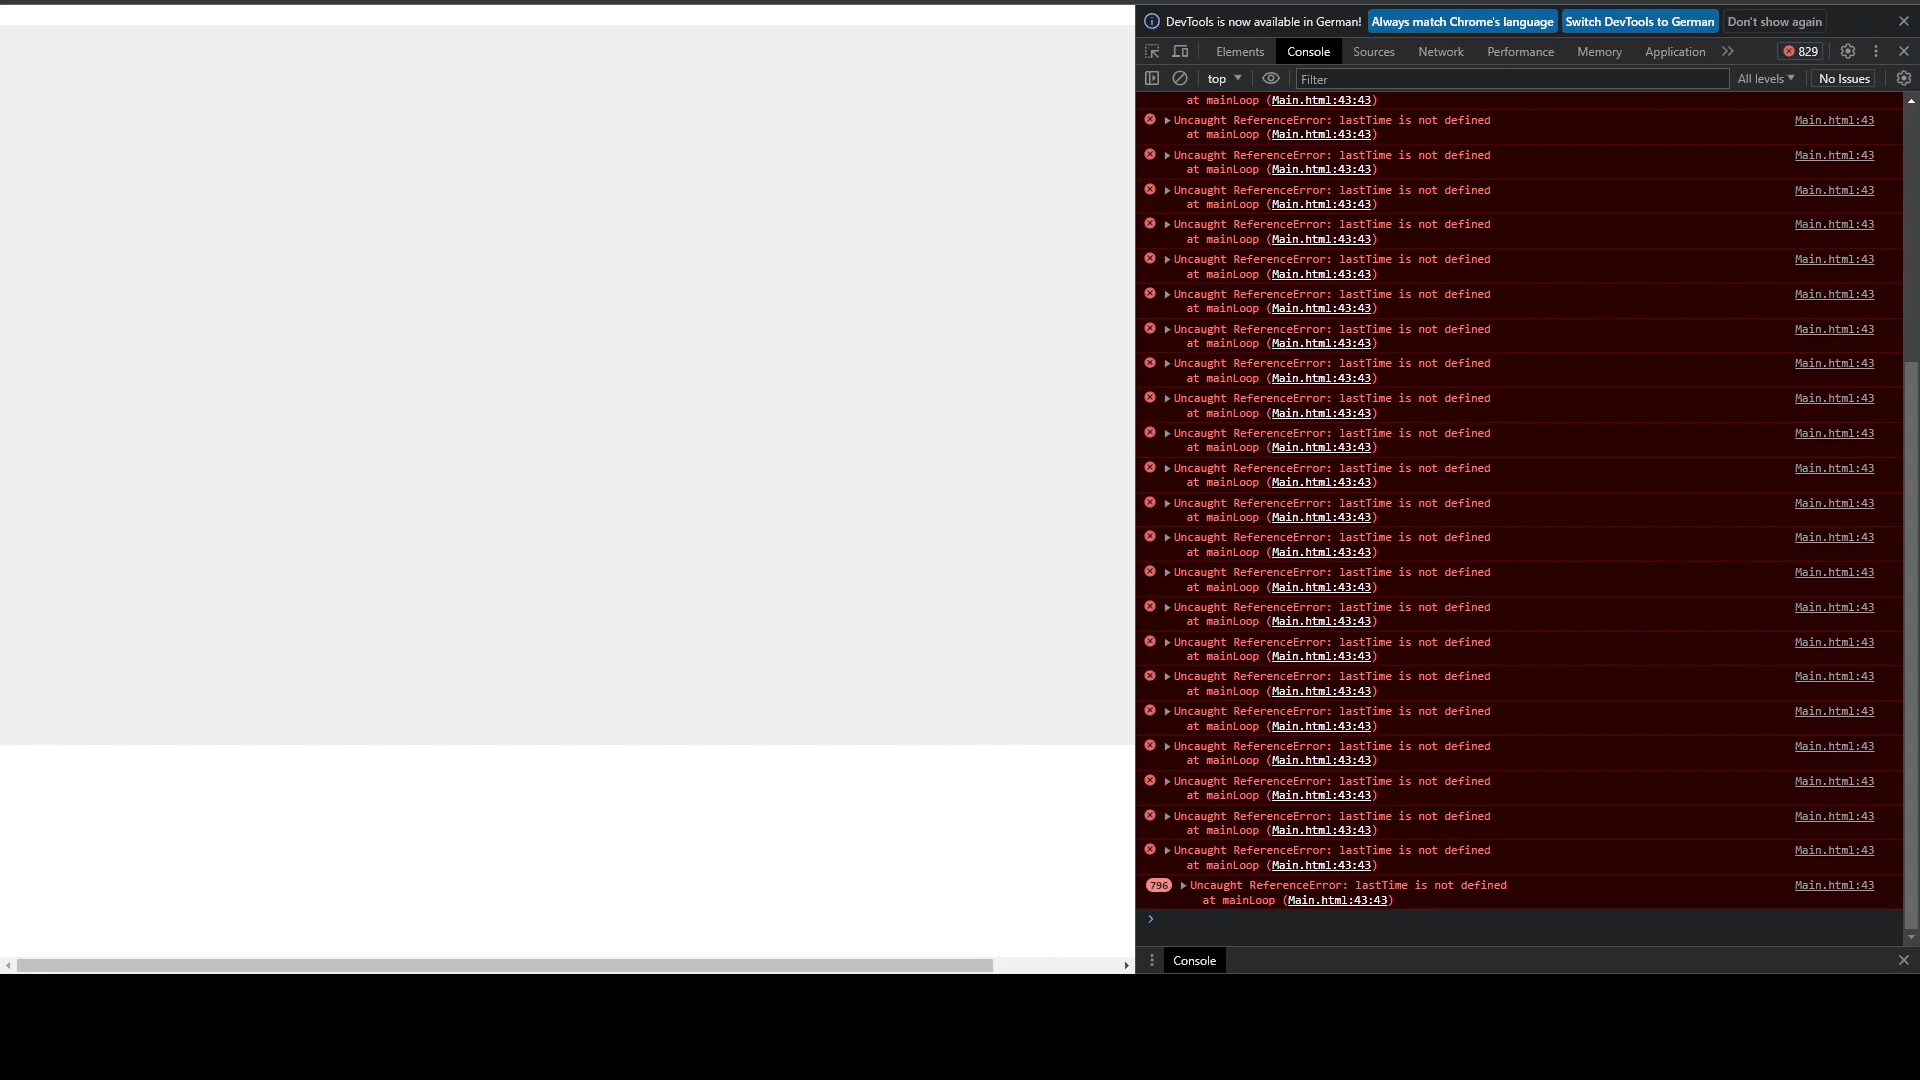 DevTools is now available in German! Always match Chrome's language Switch DevTools to German Don't show again
Elements Console Sources Network Performance Memory Application 829
top Filter All levels No Issues
at mainLoop (Main.html:43:43)
Uncaught ReferenceError: lastTime is not defined Main.html:43
at mainLoop (Main.html:43:43)
Uncaught ReferenceError: lastTime is not defined Main.html:43
at mainLoop (Main.html:43:43)
Uncaught ReferenceError: lastTime is not defined Main.html:43
at mainLoop (Main.html:43:43)
Uncaught ReferenceError: lastTime is not defined Main.html:43
at mainLoop (Main.html:43:43)
Uncaught ReferenceError: lastTime is not defined Main.html:43
at mainLoop (Main.html:43:43)
Uncaught ReferenceError: lastTime is not defined Main.html:43
at mainLoop (Main.html:43:43)
Uncaught ReferenceError: lastTime is not defined Main.html:43
at mainLoop (Main.html:43:43)
Uncaught ReferenceError: lastTime is not defined Main.html:43
at mainLoop (Main.html:43:43)
Uncaught ReferenceError: lastTime is not defined Main.html:43
at mainLoop (Main.html:43:43)
Uncaught ReferenceError: lastTime is not defined Main.html:43
at mainLoop (Main.html:43:43)
Uncaught ReferenceError: lastTime is not defined Main.html:43
at mainLoop (Main.html:43:43)
Uncaught ReferenceError: lastTime is not defined Main.html:43
at mainLoop (Main.html:43:43)
Uncaught ReferenceError: lastTime is not defined Main.html:43
at mainLoop (Main.html:43:43)
Uncaught ReferenceError: lastTime is not defined Main.html:43
at mainLoop (Main.html:43:43)
Uncaught ReferenceError: lastTime is not defined Main.html:43
at mainLoop (Main.html:43:43)
Uncaught ReferenceError: lastTime is not defined Main.html:43
at mainLoop (Main.html:43:43)
Uncaught ReferenceError: lastTime is not defined Main.html:43
at mainLoop (Main.html:43:43)
Uncaught ReferenceError: lastTime is not defined Main.html:43
at mainLoop (Main.html:43:43)
Uncaught ReferenceError: lastTime is not defined Main.html:43
at mainLoop (Main.html:43:43)
Uncaught ReferenceError: lastTime is not defined Main.html:43
at mainLoop (Main.html:43:43)
Uncaught ReferenceError: lastTime is not defined Main.html:43
at mainLoop (Main.html:43:43)
Uncaught ReferenceError: lastTime is not defined Main.html:43
at mainLoop (Main.html:43:43)
796 Uncaught ReferenceError: lastTime is not defined Main.html:43
at mainLoop (Main.html:43:43)
Console